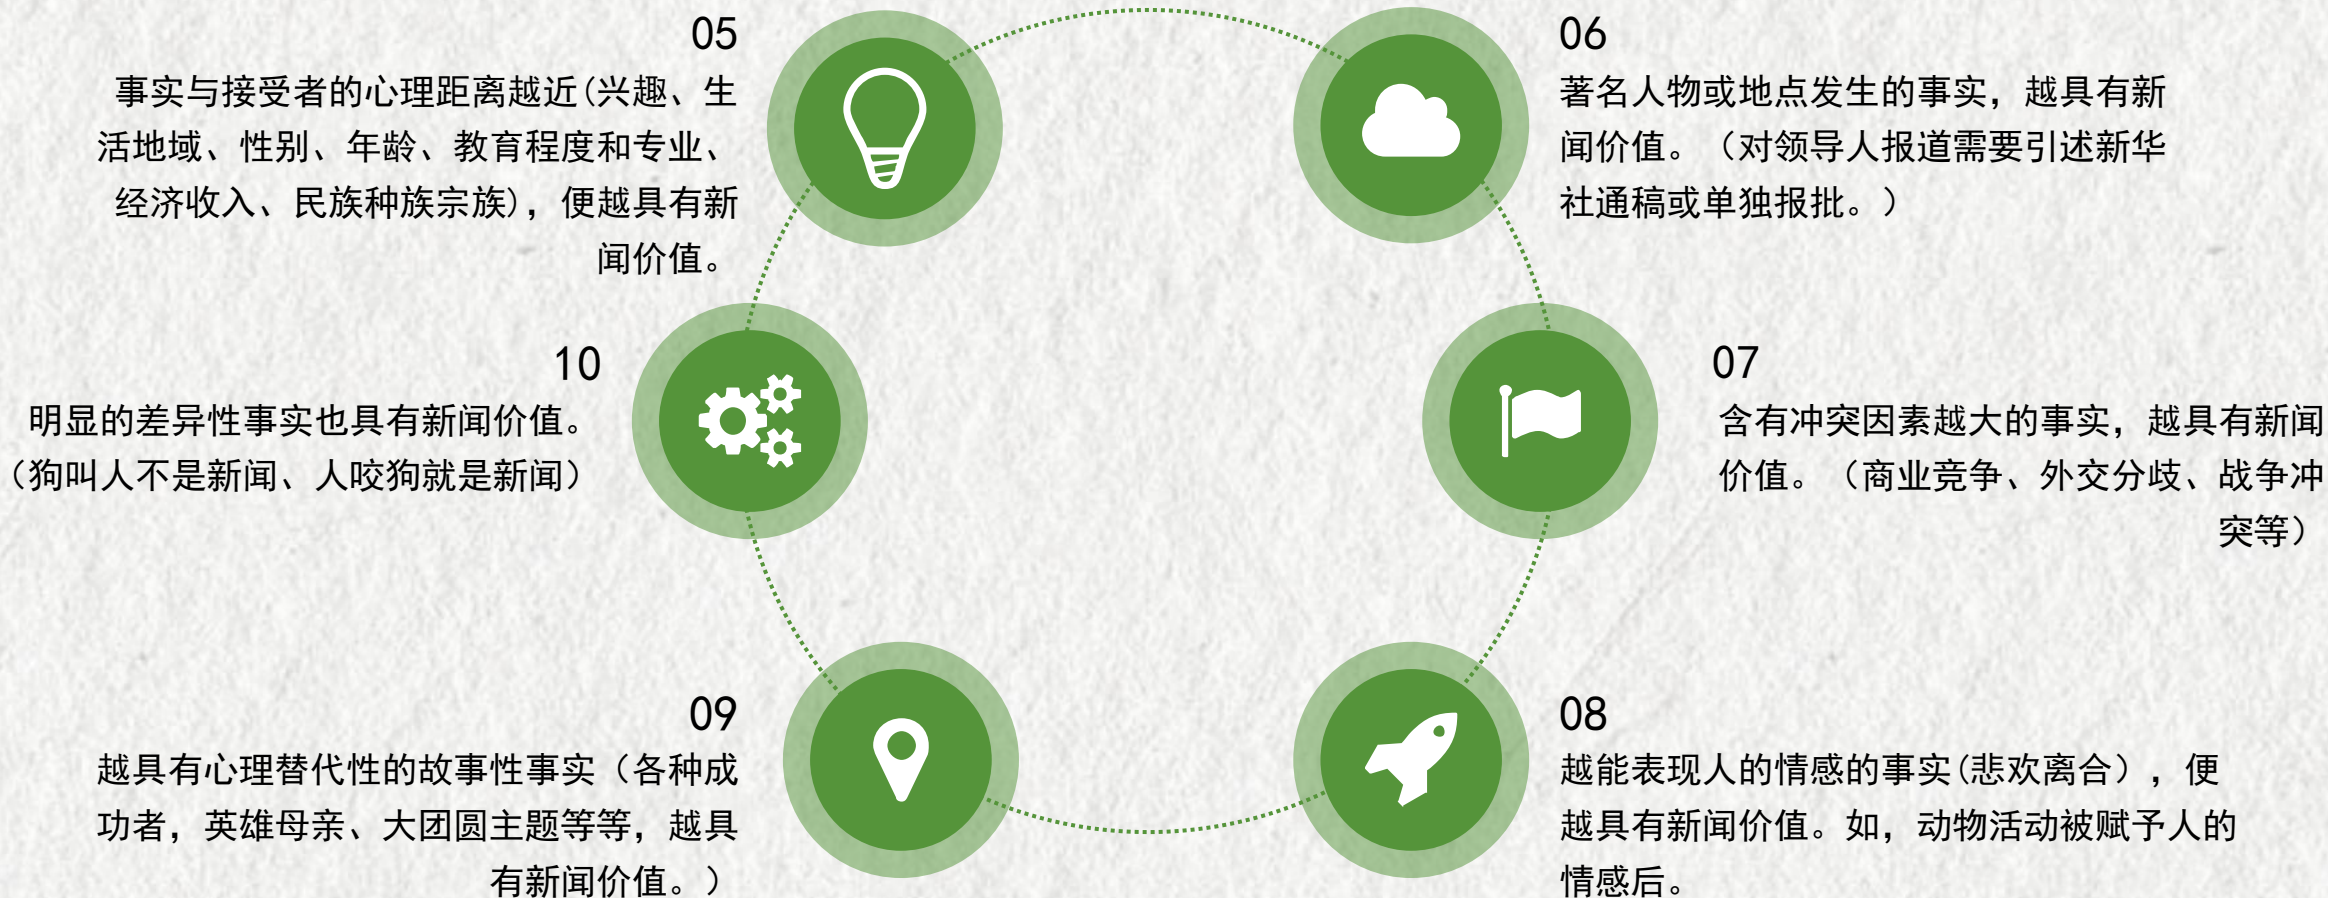 05
事实与接受者的心理距离越近(兴趣、生
活地域、性别、年龄、教育程度和专业、
经济收入、民族种族宗族)，便越具有新
闻价值。
06
著名人物或地点发生的事实，越具有新
闻价值。（对领导人报道需要引述新华
社通稿或单独报批。）
07
含有冲突因素越大的事实，越具有新闻
价值。（商业竞争、外交分歧、战争冲
突等）
08
越能表现人的情感的事实(悲欢离合），便
越具有新闻价值。如，动物活动被赋予人的
情感后。
09
越具有心理替代性的故事性事实（各种成
功者，英雄母亲、大团圆主题等等，越具
有新闻价值。）
10
明显的差异性事实也具有新闻价值。
（狗叫人不是新闻、人咬狗就是新闻）